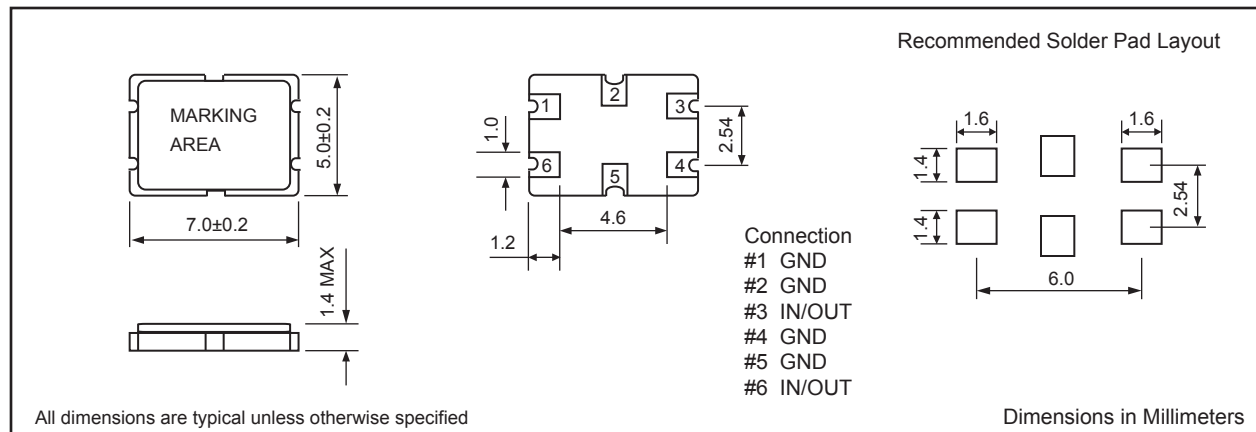 Recommended Solder Pad Layout
MARKING
AREA
5.0±0.2
7.0±0.2
1.4 MAX
1
2
3
6
5
4
1.0
2.54
4.6
1.2
Connection
#1 GND
#2 GND
#3 IN/OUT
#4 GND
#5 GND
#6 IN/OUT
1.6
1.6
1.4
1.4
2.54
6.0
All dimensions are typical unless otherwise specified
Dimensions in Millimeters